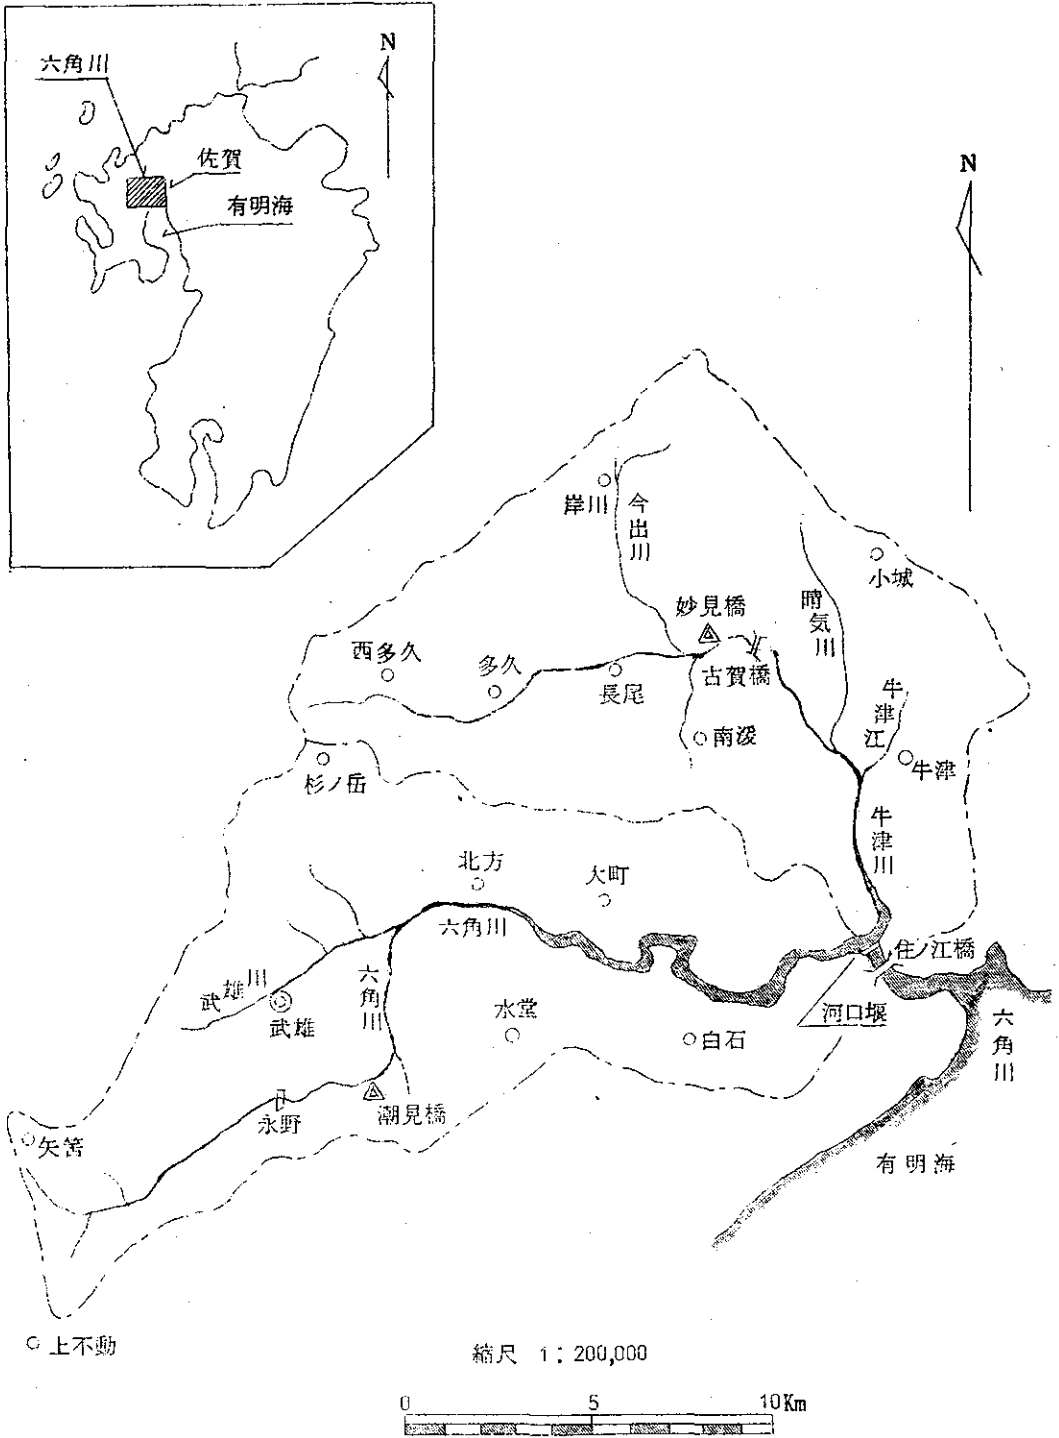 六角川
N
佐賀
有明海
N
岸川
今出川
小城
晴気川
妙見橋
西多久
多久
長尾
古賀橋
牛津江
南渓
牛津
杉ノ岳
牛津川
北方
大町
六角川
住ノ江橋
武雄川
六角川
武雄
水堂
河口堰
白石
六角川
永野
潮見橋
矢筈
有明海
上不動
縮尺 1:200,000
0 5 10Km